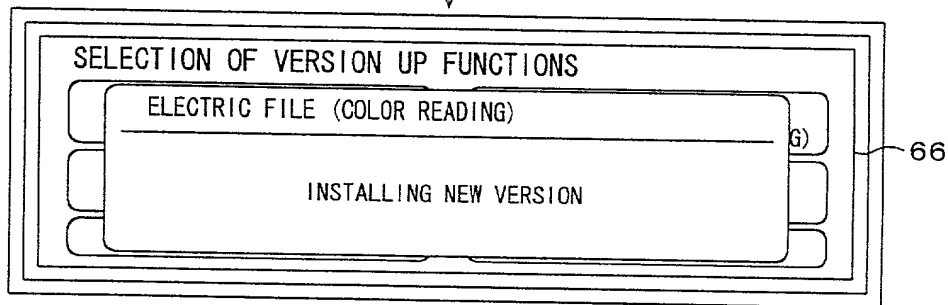 SELECTION OF VERSION UP FUNCTIONS
ELECTRIC FILE (COLOR READING)
G)
66
INSTALLING NEW VERSION